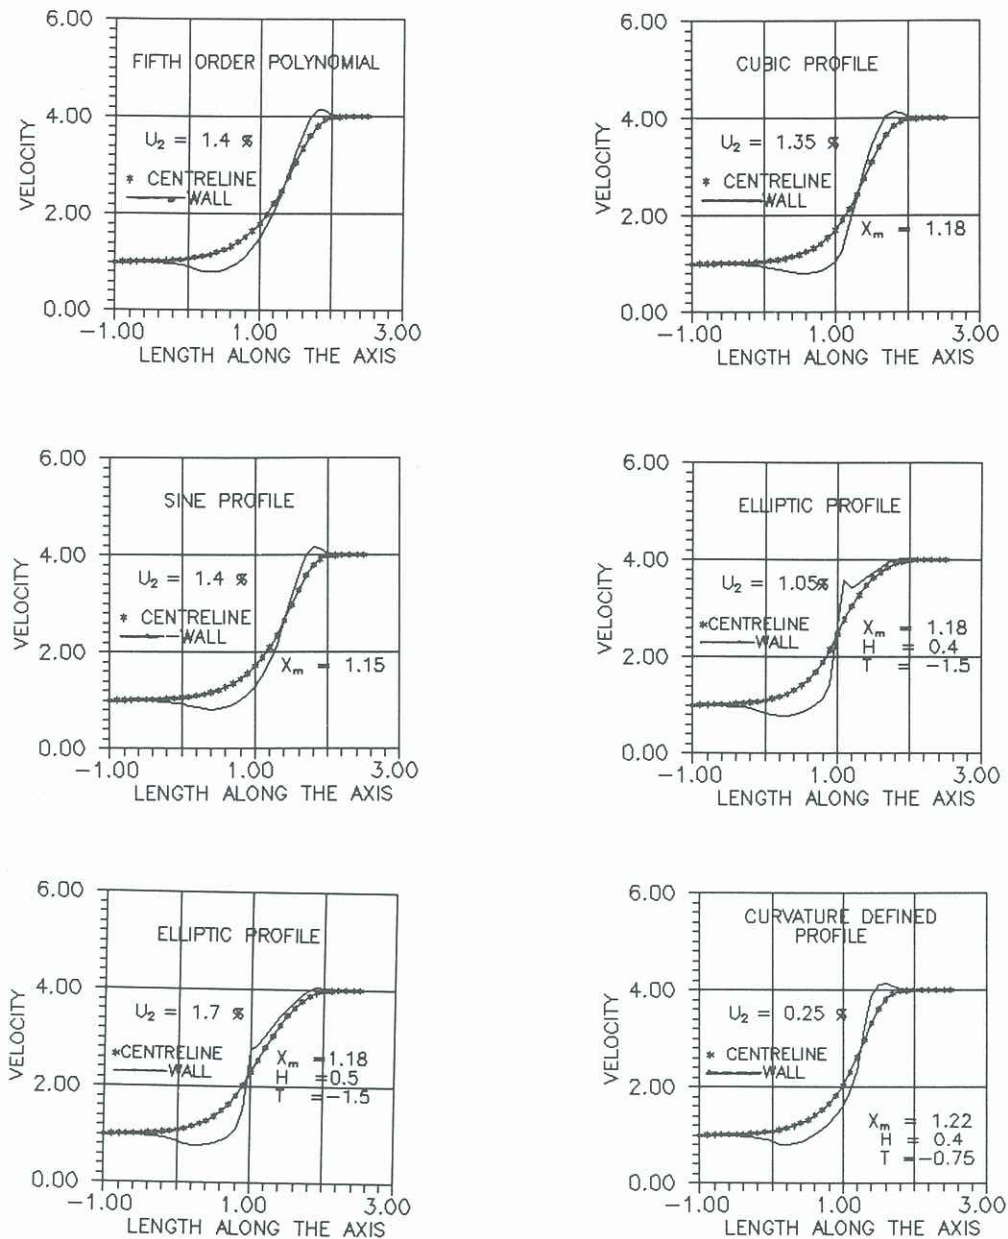 6.00
FIFTH ORDER POLYNOMIAL
4.00
U2 = 1.4 %
* CENTRELINE
WALL
2.00
0.00
-1.00 1.00 3.00
VELOCITY
LENGTH ALONG THE AXIS
6.00
CUBIC PROFILE
4.00
U2 = 1.35 %
* CENTRELINE
WALL
2.00
Xm = 1.18
0.00
-1.00 1.00 3.00
VELOCITY
LENGTH ALONG THE AXIS
6.00
SINE PROFILE
4.00
U2 = 1.4 %
* CENTRELINE
WALL
2.00
Xm = 1.15
0.00
-1.00 1.00 3.00
VELOCITY
LENGTH ALONG THE AXIS
6.00
ELLIPTIC PROFILE
4.00
U2 = 1.05%
*CENTRELINE
WALL
Xm = 1.18
H = 0.4
T = -1.5
2.00
0.00
-1.00 1.00 3.00
VELOCITY
LENGTH ALONG THE AXIS
6.00
ELLIPTIC PROFILE
4.00
U2 = 1.7 %
*CENTRELINE
WALL
Xm = 1.18
H = 0.5
T = -1.5
2.00
0.00
-1.00 1.00 3.00
VELOCITY
LENGTH ALONG THE AXIS
6.00
CURVATURE DEFINED
PROFILE
4.00
U2 = 0.25 %
* CENTRELINE
WALL
2.00
Xm = 1.22
H = 0.4
T = -0.75
0.00
-1.00 1.00 3.00
VELOCITY
LENGTH ALONG THE AXIS